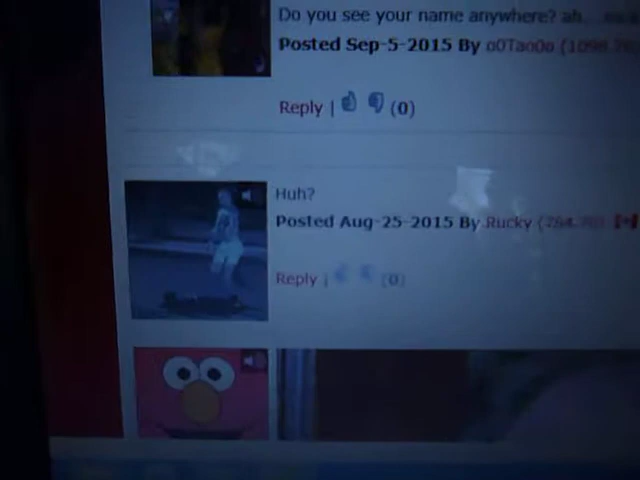 Do you see your name anywhere? ah...
Posted Sep-5-2015 By o0Tao0o
Reply | (0)
Huh?
Posted Aug-25-2015 By Rucky
Reply | (0)